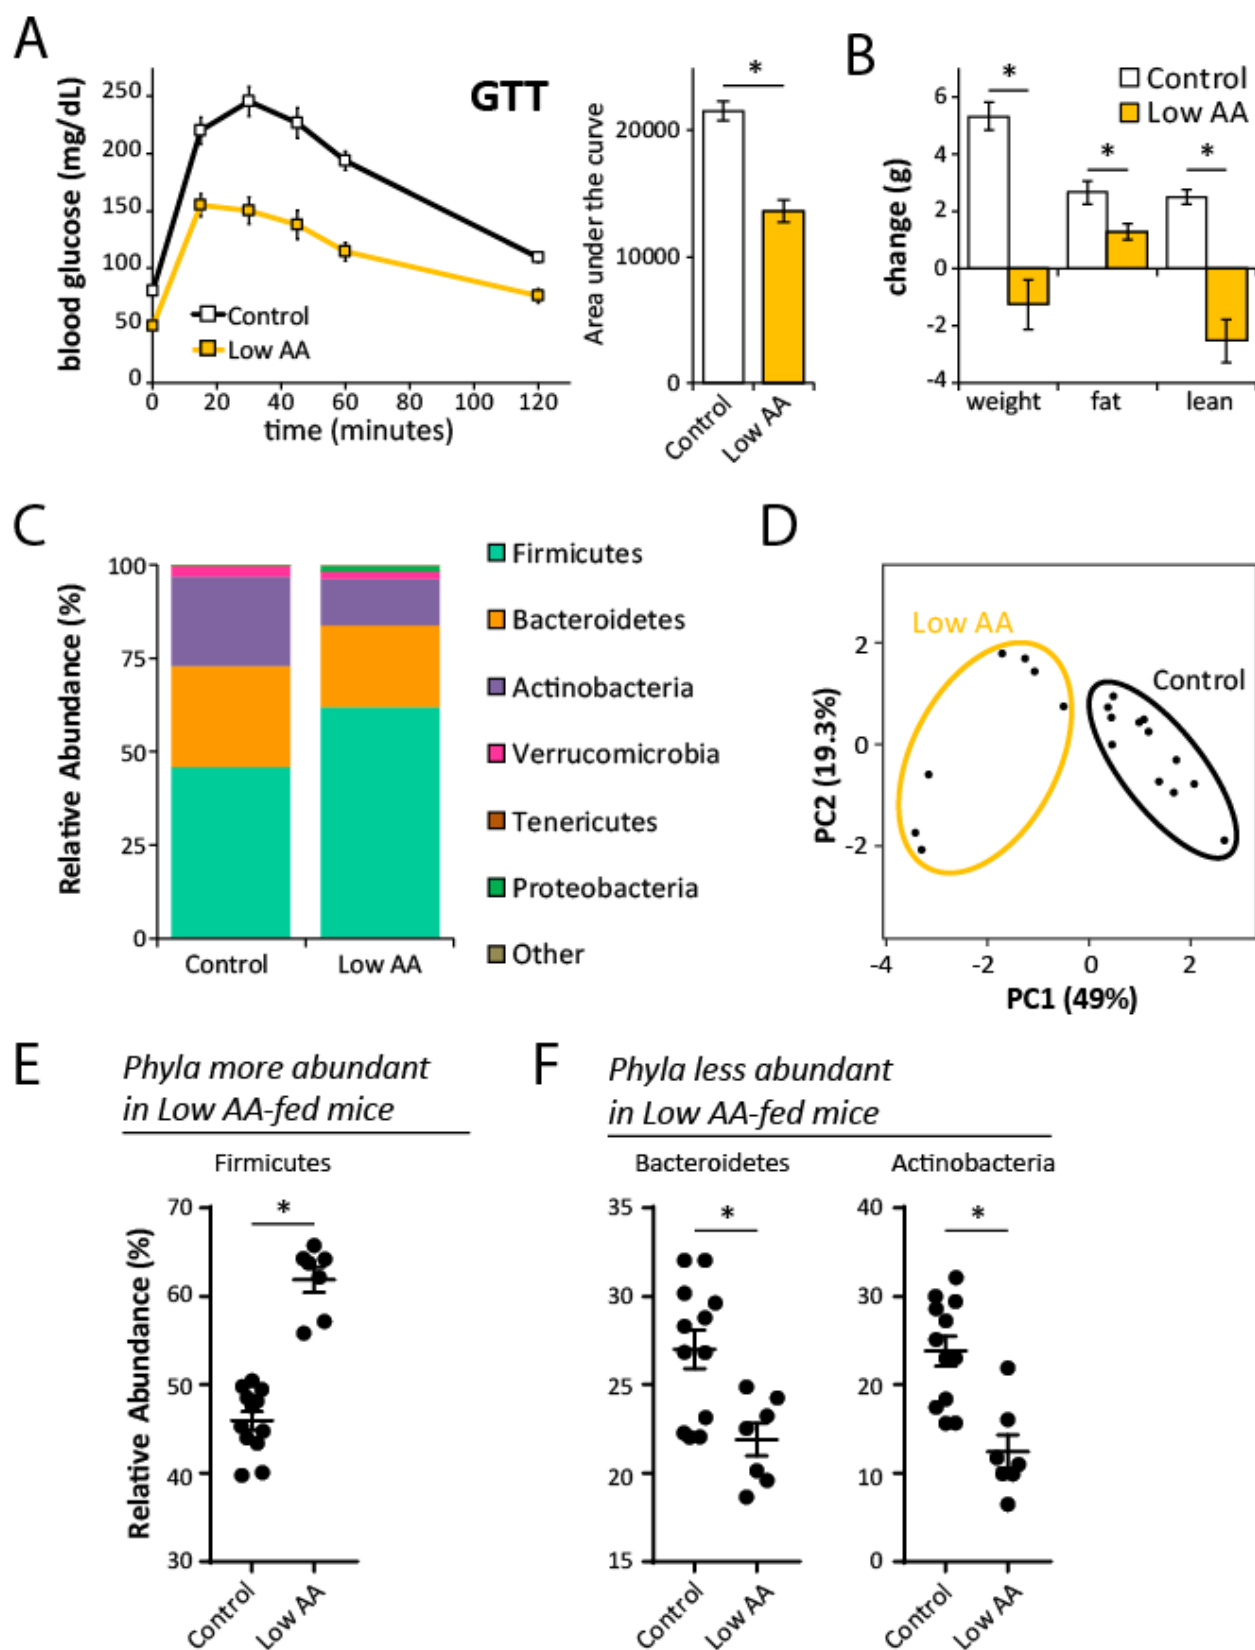 A
GTT
blood glucose (mg/dL)
250
200
150
100
50
0
0 20 40 60 80 100 120
time (minutes)
Control
Low AA
*
Area under the curve
20000
10000
0
Control
Low AA
B
Control
Low AA
change (g)
6
4
2
0
-2
-4
* * *
weight fat lean
C
Relative Abundance (%)
100
75
50
25
0
Control Low AA
Firmicutes
Bacteroidetes
Actinobacteria
Verrucomicrobia
Tenericutes
Proteobacteria
Other
D
Low AA
Control
PC2 (19.3%)
2
0
-2
-4 -2 0 2
PC1 (49%)
E
Phyla more abundant
in Low AA-fed mice
Firmicutes
Relative Abundance (%)
70
60
50
40
30
*
Control
Low AA
F
Phyla less abundant
in Low AA-fed mice
Bacteroidetes
35
30
25
20
15
*
Control
Low AA
Actinobacteria
40
30
20
10
0
*
Control
Low AA